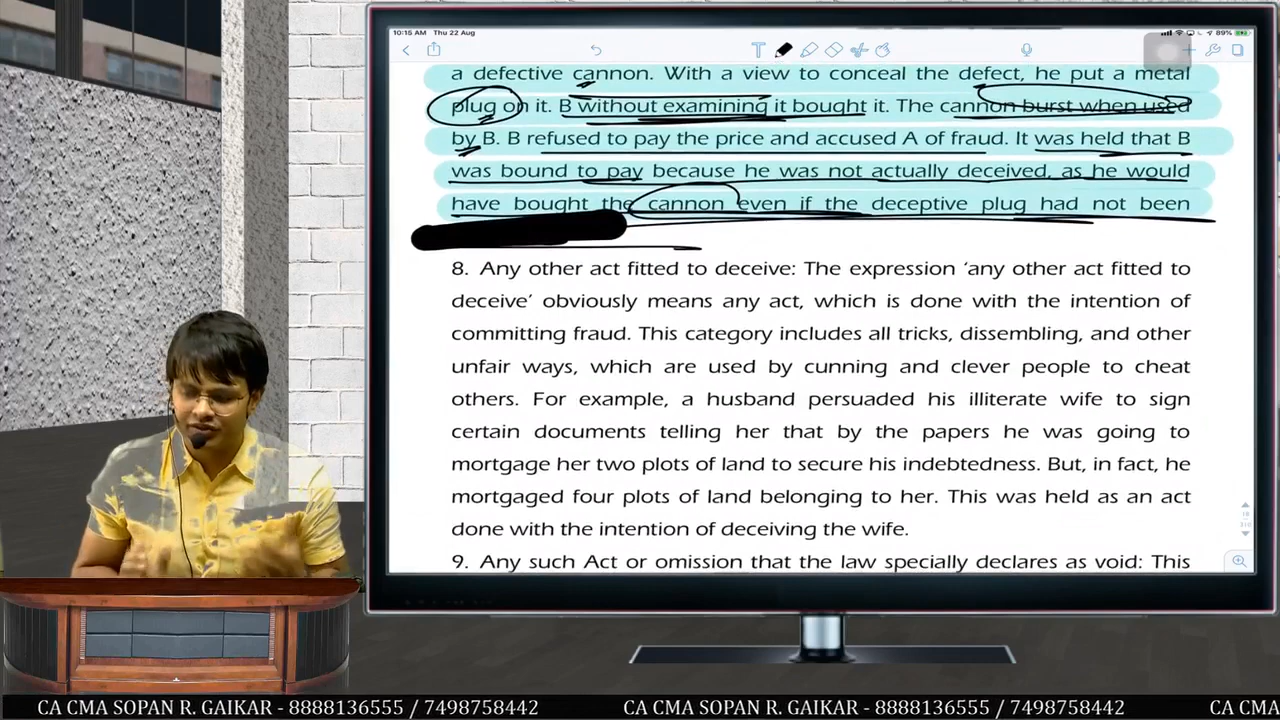 10:15 AM Thu 22 Aug
89%
T
a defective cannon. With a view to conceal the defect, he put a metal
plug on it. B without examining it bought it. The cannon burst when used
by B. B refused to pay the price and accused A of fraud. It was held that B
was bound to pay because he was not actually deceived, as he would
have bought the cannon even if the deceptive plug had not been
8. Any other act fitted to deceive: The expression ‘any other act fitted to
deceive’ obviously means any act, which is done with the intention of
committing fraud. This category includes all tricks, dissembling, and other
unfair ways, which are used by cunning and clever people to cheat
others. For example, a husband persuaded his illiterate wife to sign
certain documents telling her that by the papers he was going to
mortgage her two plots of land to secure his indebtedness. But, in fact, he
mortgaged four plots of land belonging to her. This was held as an act
done with the intention of deceiving the wife.
9. Any such Act or omission that the law specially declares as void: This
CA CMA SOPAN R. GAIKAR - 8888136555 / 7498758442 CA CMA SOPAN R. GAIKAR - 8888136555 / 7498758442 CA CMA